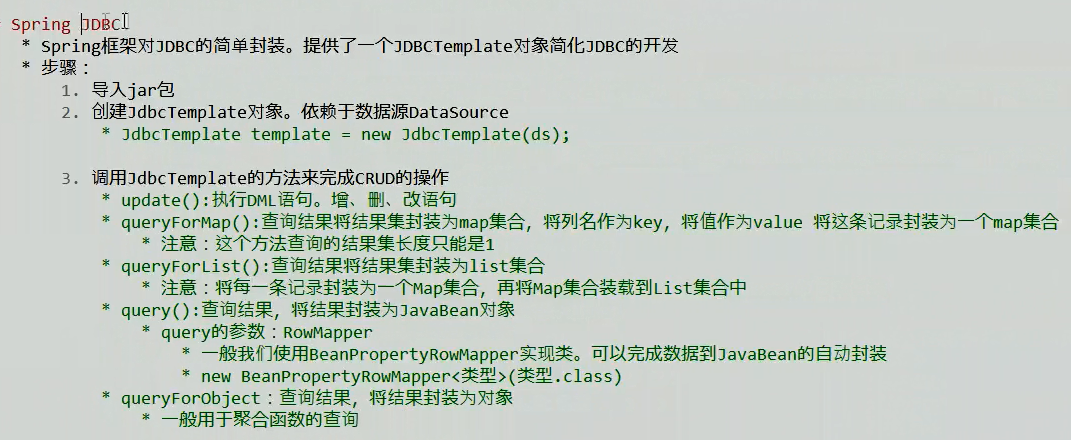 Spring JDBC
* Spring框架对JDBC的简单封装。提供了一个JDBCTemplate对象简化JDBC的开发
* 步骤：
1. 导入jar包
2. 创建JdbcTemplate对象。依赖于数据源DataSource
* JdbcTemplate template = new JdbcTemplate(ds);
3. 调用JdbcTemplate的方法来完成CRUD的操作
* update():执行DML语句。增、删、改语句
* queryForMap():查询结果将结果集封装为map集合，将列名作为key，将值作为value 将这条记录封装为一个map集合
* 注意：这个方法查询的结果集长度只能是1
* queryForList():查询结果将结果集封装为list集合
* 注意：将每一条记录封装为一个Map集合，再将Map集合装载到List集合中
* query():查询结果，将结果封装为JavaBean对象
* query的参数：RowMapper
* 一般我们使用BeanPropertyRowMapper实现类。可以完成数据到JavaBean的自动封装
* new BeanPropertyRowMapper<类型>(类型.class)
* queryForObject：查询结果，将结果封装为对象
* 一般用于聚合函数的查询